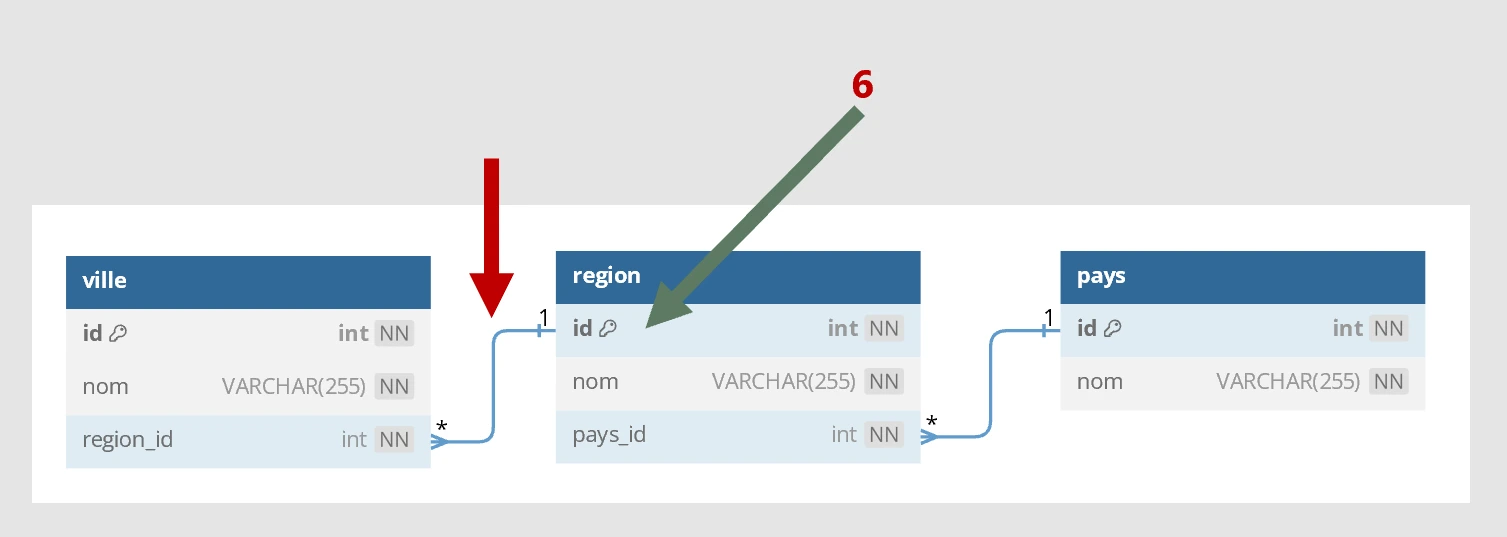 6
ville
id int NN
nom VARCHAR(255) NN
region_id int NN
*
1
region
id int NN
nom VARCHAR(255) NN
pays_id int NN
*
1
pays
id int NN
nom VARCHAR(255) NN